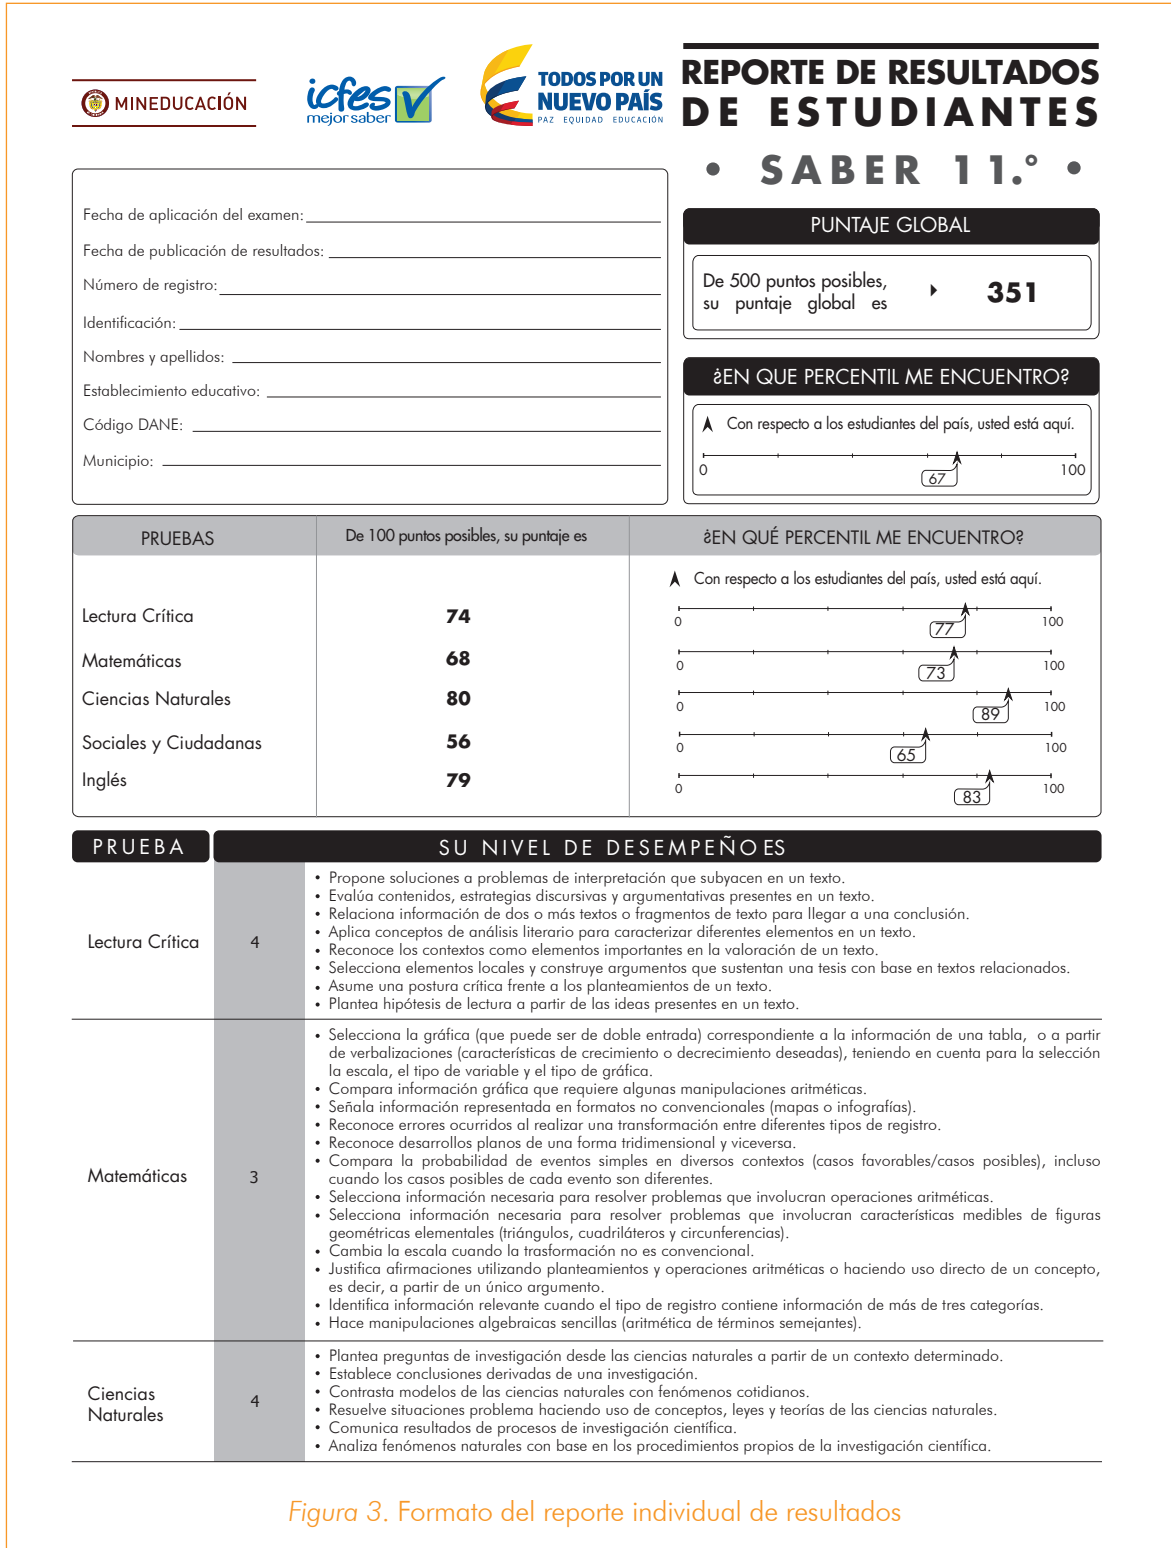 MINEDUCACIÓN
icfes
mejor saber
TODOS POR UN
NUEVO PAÍS
PAZ EQUIDAD EDUCACIÓN
REPORTE DE RESULTADOS
DE ESTUDIANTES
• SABER 11.° •
Fecha de aplicación del examen:
Fecha de publicación de resultados:
Número de registro:
Identificación:
Nombres y apellidos:
Establecimiento educativo:
Código DANE:
Municipio:
PUNTAJE GLOBAL
De 500 puntos posibles,
su puntaje global es 351
¿EN QUE PERCENTIL ME ENCUENTRO?
Con respecto a los estudiantes del país, usted está aquí.
0 67 100
PRUEBAS De 100 puntos posibles, su puntaje es ¿EN QUÉ PERCENTIL ME ENCUENTRO?
Con respecto a los estudiantes del país, usted está aquí.
Lectura Crítica 74 0 77 100
Matemáticas 68 0 73 100
Ciencias Naturales 80 0 89 100
Sociales y Ciudadanas 56 0 65 100
Inglés 79 0 83 100
PRUEBA SU NIVEL DE DESEMPEÑO ES
Lectura Crítica 4
• Propone soluciones a problemas de interpretación que subyacen en un texto.
• Evalúa contenidos, estrategias discursivas y argumentativas presentes en un texto.
• Relaciona información de dos o más textos o fragmentos de texto para llegar a una conclusión.
• Aplica conceptos de análisis literario para caracterizar diferentes elementos en un texto.
• Reconoce los contextos como elementos importantes en la valoración de un texto.
• Selecciona elementos locales y construye argumentos que sustentan una tesis con base en textos relacionados.
• Asume una postura crítica frente a los planteamientos de un texto.
• Plantea hipótesis de lectura a partir de las ideas presentes en un texto.
Matemáticas 3
• Selecciona la gráfica (que puede ser de doble entrada) correspondiente a la información de una tabla, o a partir
de verbalizaciones (características de crecimiento o decrecimiento deseadas), teniendo en cuenta para la selección
la escala, el tipo de variable y el tipo de gráfica.
• Compara información gráfica que requiere algunas manipulaciones aritméticas.
• Señala información representada en formatos no convencionales (mapas o infografías).
• Reconoce errores ocurridos al realizar una transformación entre diferentes tipos de registro.
• Reconoce desarrollos planos de una forma tridimensional y viceversa.
• Compara la probabilidad de eventos simples en diversos contextos (casos favorables/casos posibles), incluso
cuando los casos posibles de cada evento son diferentes.
• Selecciona información necesaria para resolver problemas que involucran operaciones aritméticas.
• Selecciona información necesaria para resolver problemas que involucran características medibles de figuras
geométricas elementales (triángulos, cuadriláteros y circunferencias).
• Cambia la escala cuando la trasformación no es convencional.
• Justifica afirmaciones utilizando planteamientos y operaciones aritméticas o haciendo uso directo de un concepto,
es decir, a partir de un único argumento.
• Identifica información relevante cuando el tipo de registro contiene información de más de tres categorías.
• Hace manipulaciones algebraicas sencillas (aritmética de términos semejantes).
Ciencias
Naturales 4
• Plantea preguntas de investigación desde las ciencias naturales a partir de un contexto determinado.
• Establece conclusiones derivadas de una investigación.
• Contrasta modelos de las ciencias naturales con fenómenos cotidianos.
• Resuelve situaciones problema haciendo uso de conceptos, leyes y teorías de las ciencias naturales.
• Comunica resultados de procesos de investigación científica.
• Analiza fenómenos naturales con base en los procedimientos propios de la investigación científica.
Figura 3. Formato del reporte individual de resultados